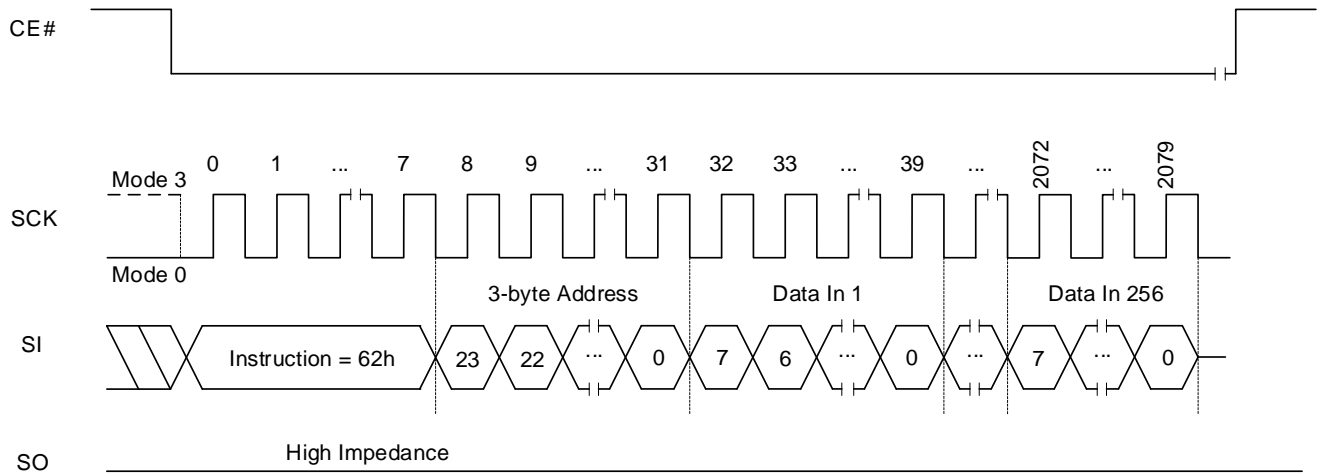 CE#
0 1 ... 7 8 9 ... 31 32 33 ... 39 ... 2072 ... 2079
Mode 3
SCK
Mode 0
3-byte Address Data In 1 Data In 256
SI
Instruction = 62h 23 22 ... 0 7 6 ... 0 ... 7 ... 0
High Impedance
SO